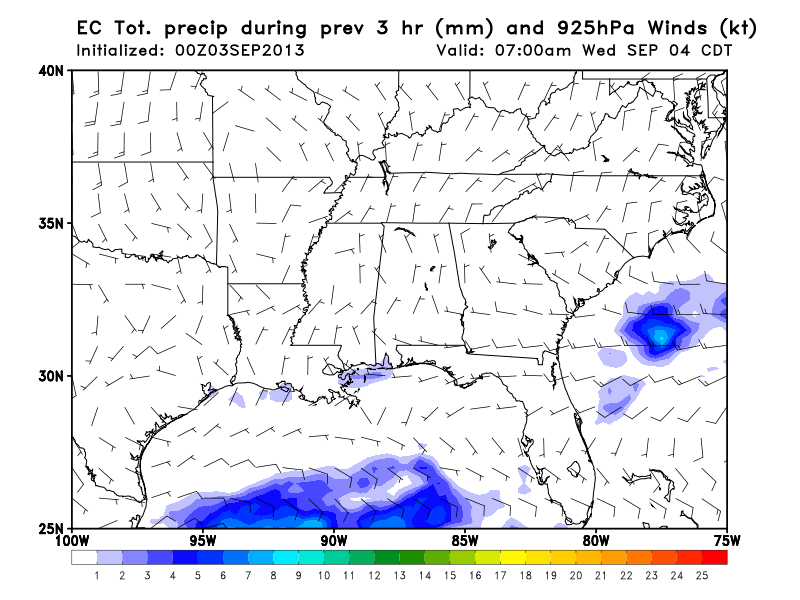 EC Tot. precip during prev 3 hr (mm) and 925hPa Winds (kt)
Initialized: 00Z03SEP2013 Valid: 07:00am Wed SEP 04 CDT
40N
35N
30N
25N
100W 95W 90W 85W 80W 75W
1 2 3 4 5 6 7 8 9 10 11 12 13 14 15 16 17 18 19 20 21 22 23 24 25